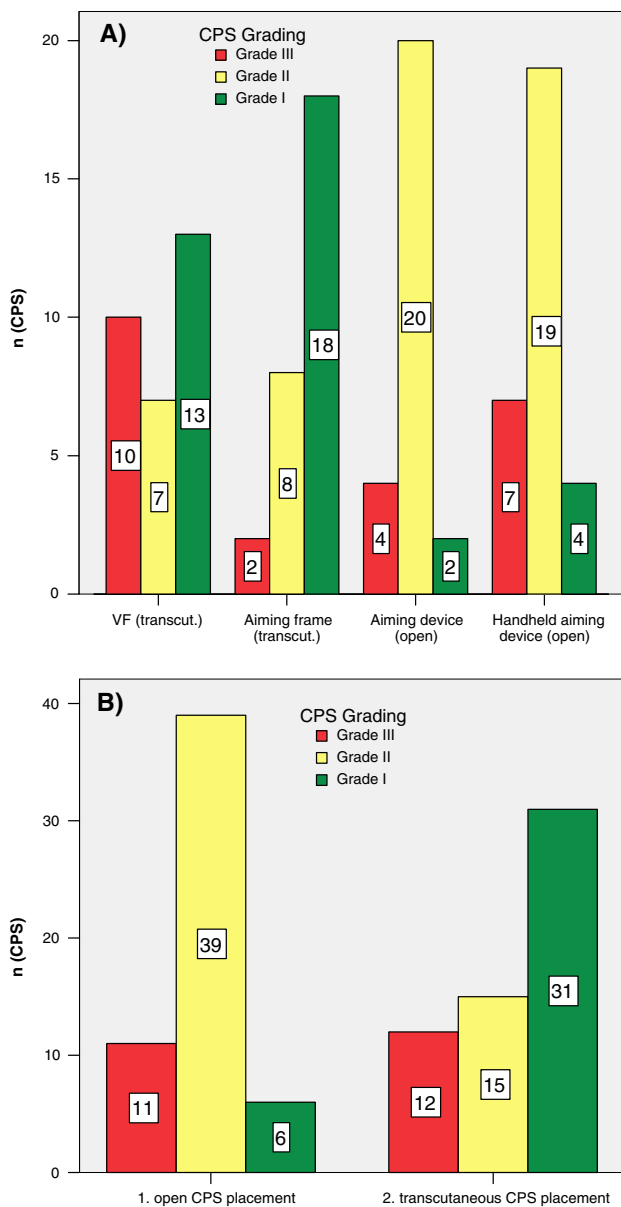 A)
CPS Grading
Grade III
Grade II
Grade I
20
15
10
5
0
n (CPS)
10
7
13
2
8
18
4
20
2
7
19
4
VF (transcut.)
Aiming frame
(transcut.)
Aiming device
(open)
Handheld aiming
device (open)
B)
CPS Grading
Grade III
Grade II
Grade I
40
30
20
10
0
n (CPS)
11
39
6
12
15
31
1. open CPS placement
2. transcutaneous CPS placement